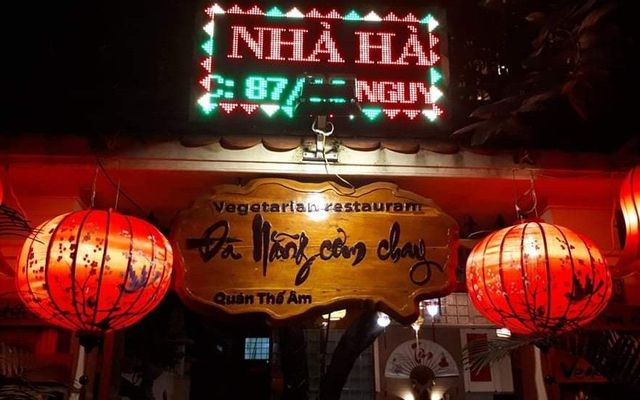 NHÀ HÀ
C: 87/ NGUY
Vegetarian restaurant
Đà Nẵng cơm chay
Quán Thế Âm